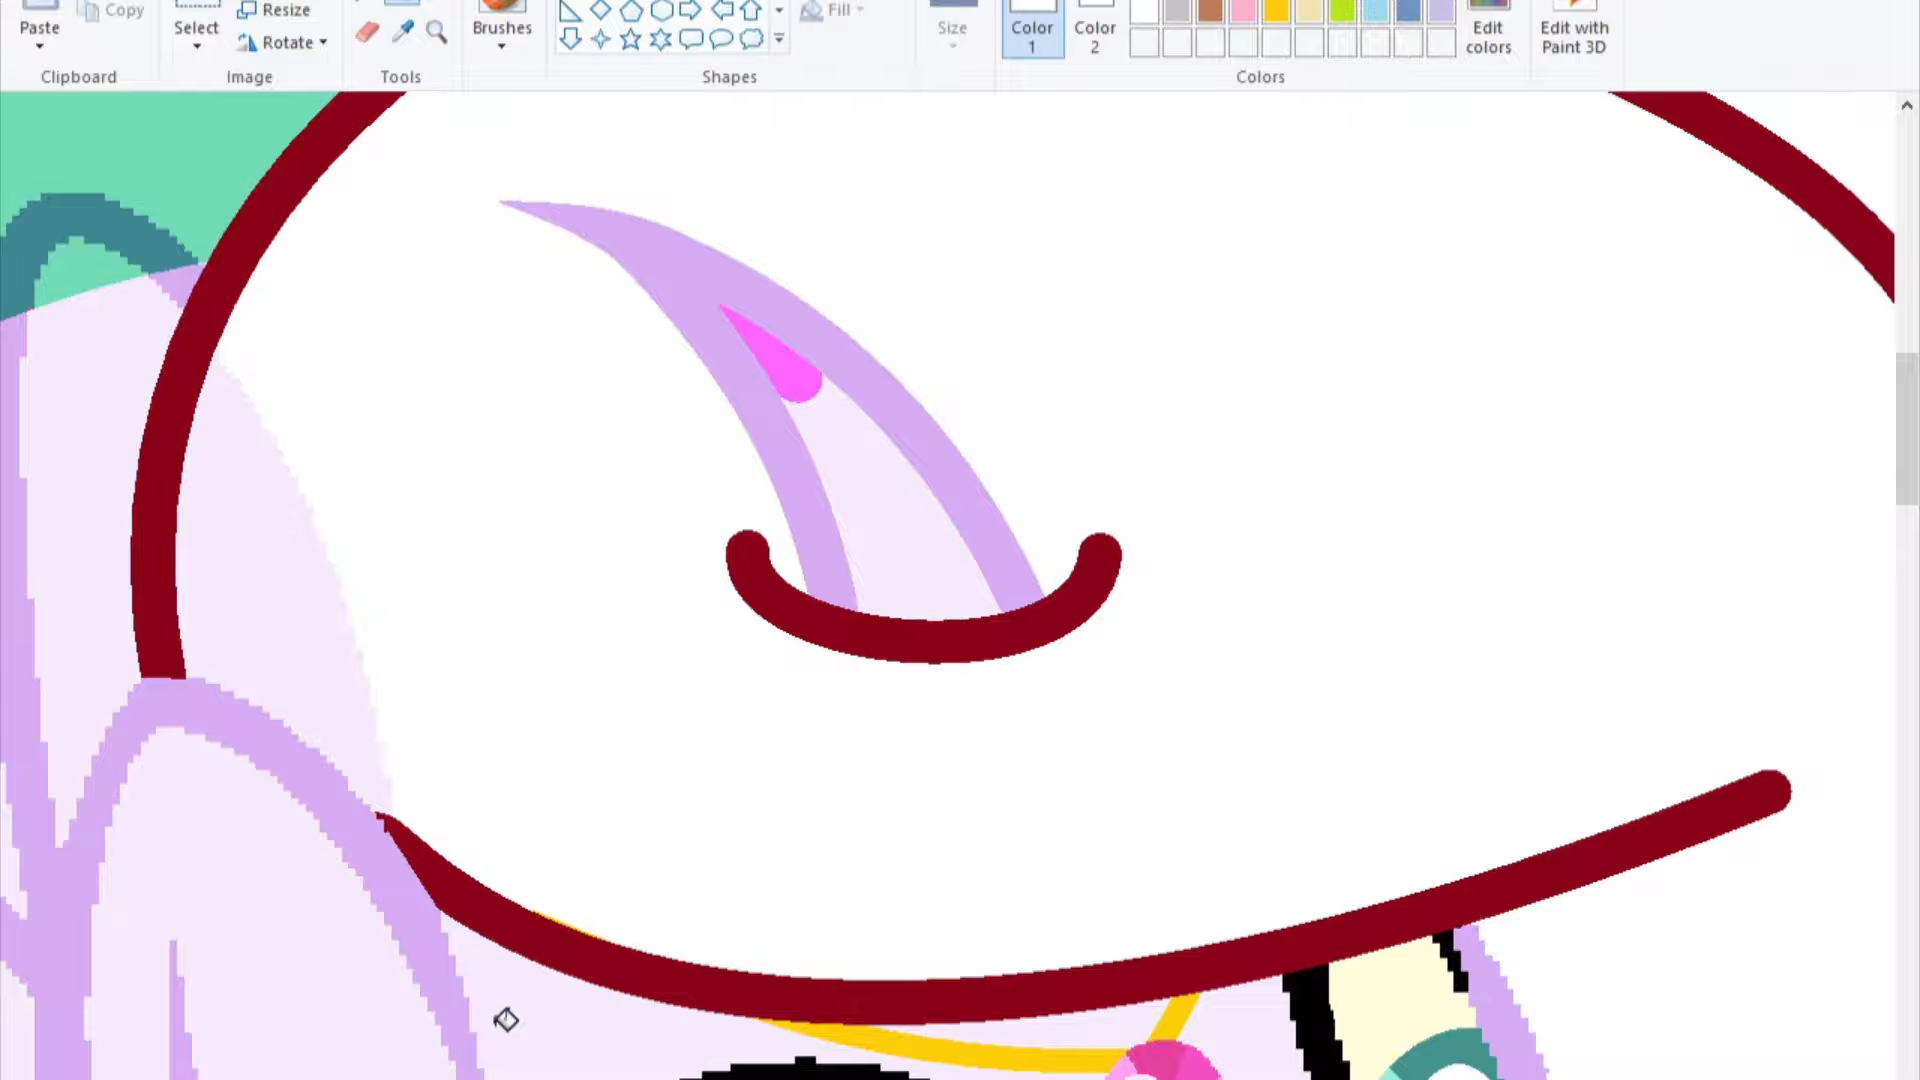 Copy
Resize
Fill
Paste
Select
Rotate
Brushes
Size
Color
1
Color
2
Edit
colors
Edit with
Paint 3D
Clipboard
Image
Tools
Shapes
Colors